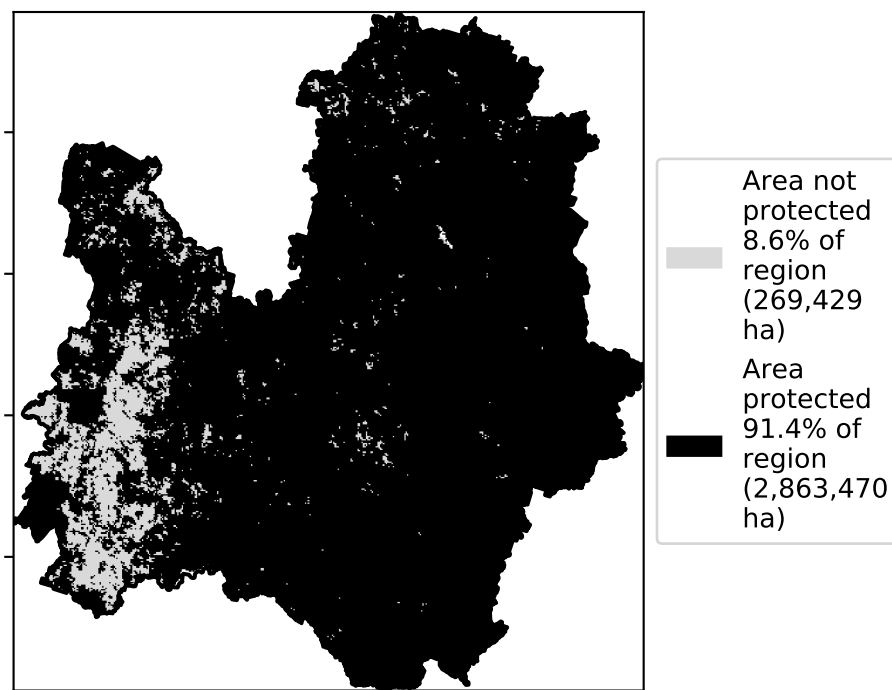 Area not
protected
8.6% of
region
(269,429
ha)
Area
protected
91.4% of
region
(2,863,470
ha)